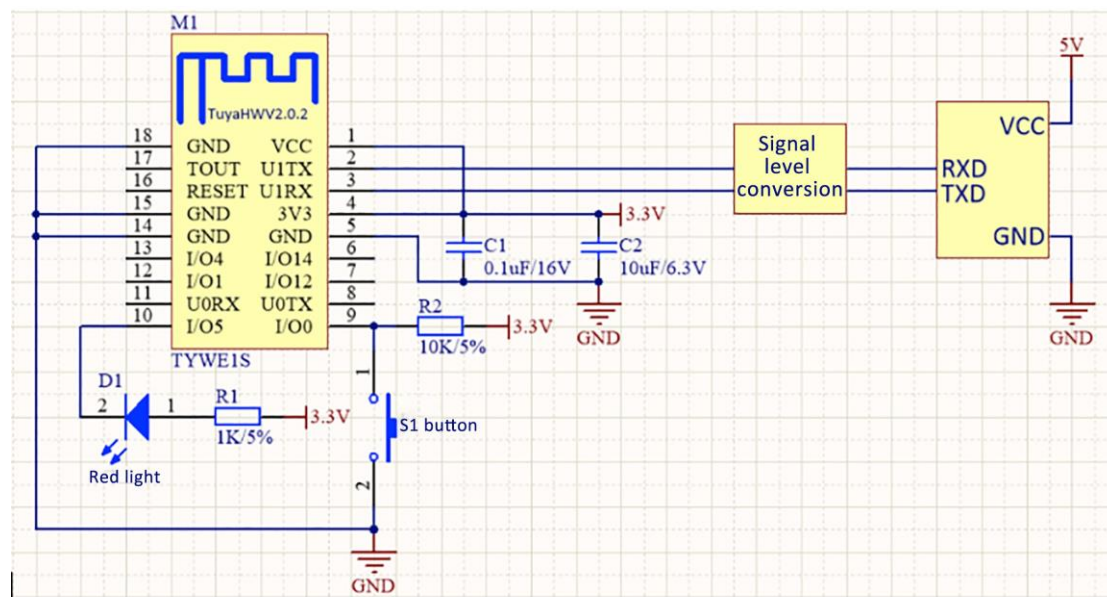 M1
TuyaHWV2.0.2
18 GND VCC 1
17 TOUT U1TX 2
16 RESET U1RX 3
15 GND 3V3 4
14 GND GND 5
13 I/O4 I/O14 6
12 I/O1 I/O12 7
11 U0RX U0TX 8
10 I/O5 I/O0 9
TYWE1S
Signal
level
conversion
5V
VCC
RXD
TXD
GND
GND
3.3V
C1
0.1uF/16V
C2
10uF/6.3V
GND
R2
10K/5%
3.3V
D1
2
1
R1
1K/5%
3.3V
Red light
1
S1 button
2
GND